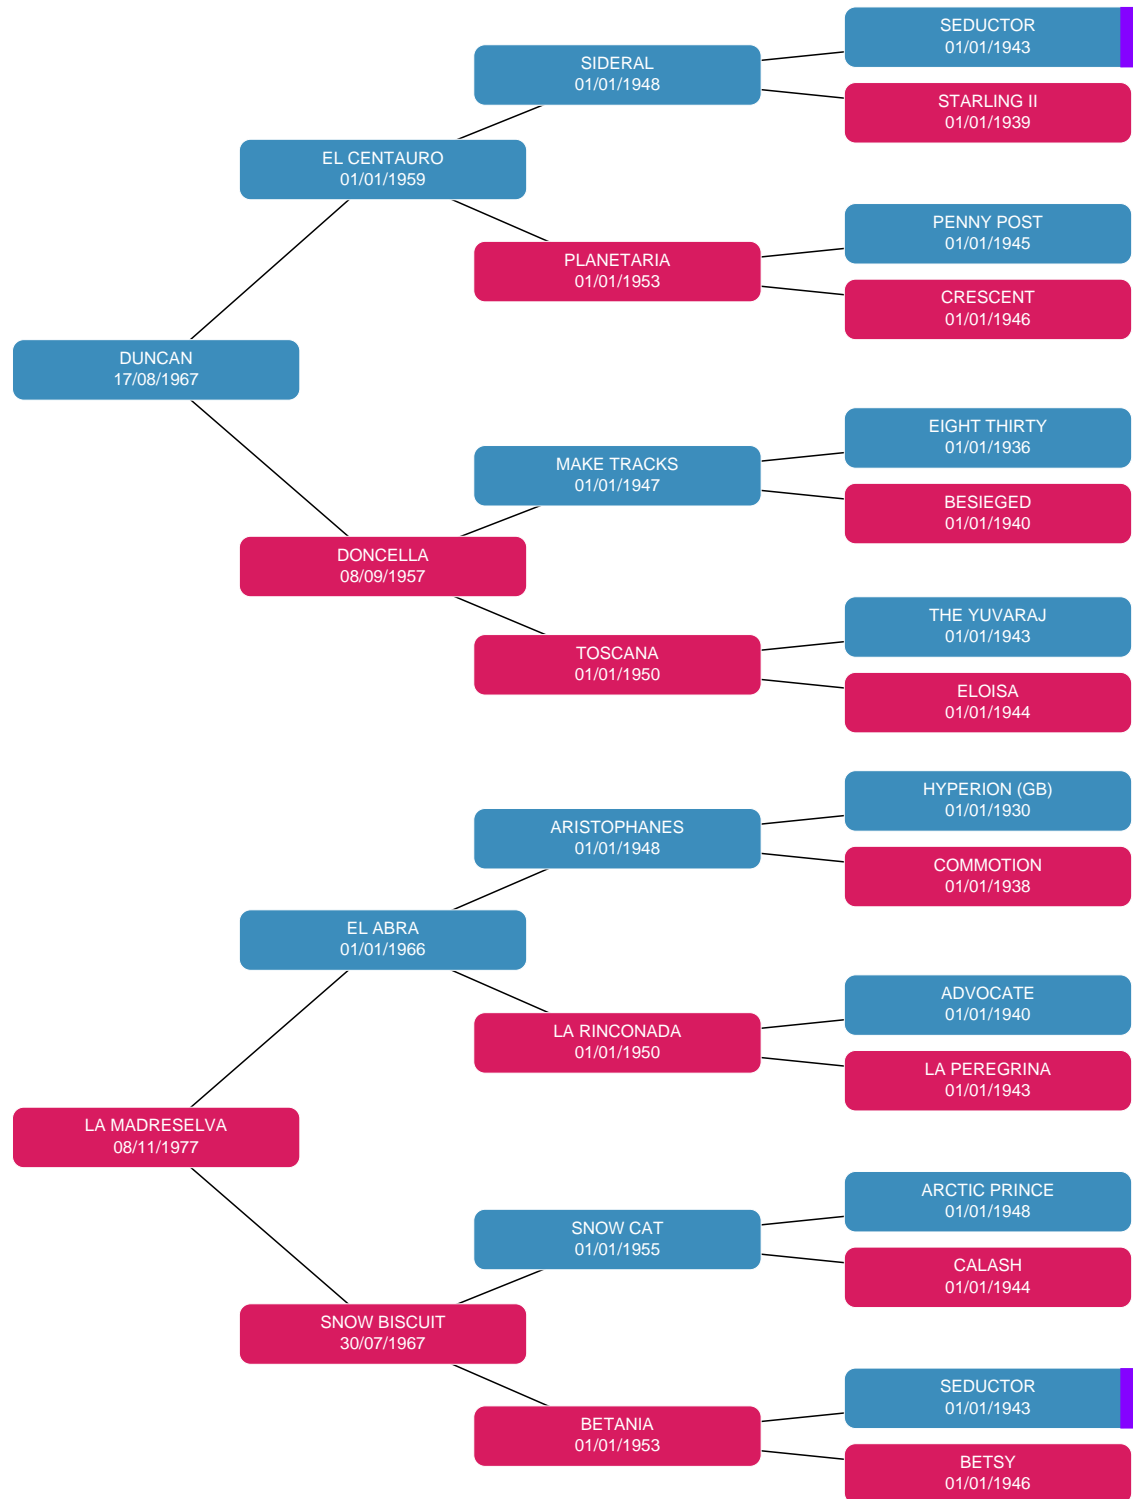 SEDUCTOR
01/01/1943
SIDERAL
01/01/1948
STARLING II
01/01/1939
EL CENTAURO
01/01/1959
PENNY POST
01/01/1945
PLANETARIA
01/01/1953
CRESCENT
01/01/1946
DUNCAN
17/08/1967
EIGHT THIRTY
01/01/1936
MAKE TRACKS
01/01/1947
BESIEGED
01/01/1940
DONCELLA
08/09/1957
THE YUVARAJ
01/01/1943
TOSCANA
01/01/1950
ELOISA
01/01/1944
HYPERION (GB)
01/01/1930
ARISTOPHANES
01/01/1948
COMMOTION
01/01/1938
EL ABRA
01/01/1966
ADVOCATE
01/01/1940
LA RINCONADA
01/01/1950
LA PEREGRINA
01/01/1943
LA MADRESELVA
08/11/1977
ARCTIC PRINCE
01/01/1948
SNOW CAT
01/01/1955
CALASH
01/01/1944
SNOW BISCUIT
30/07/1967
SEDUCTOR
01/01/1943
BETANIA
01/01/1953
BETSY
01/01/1946